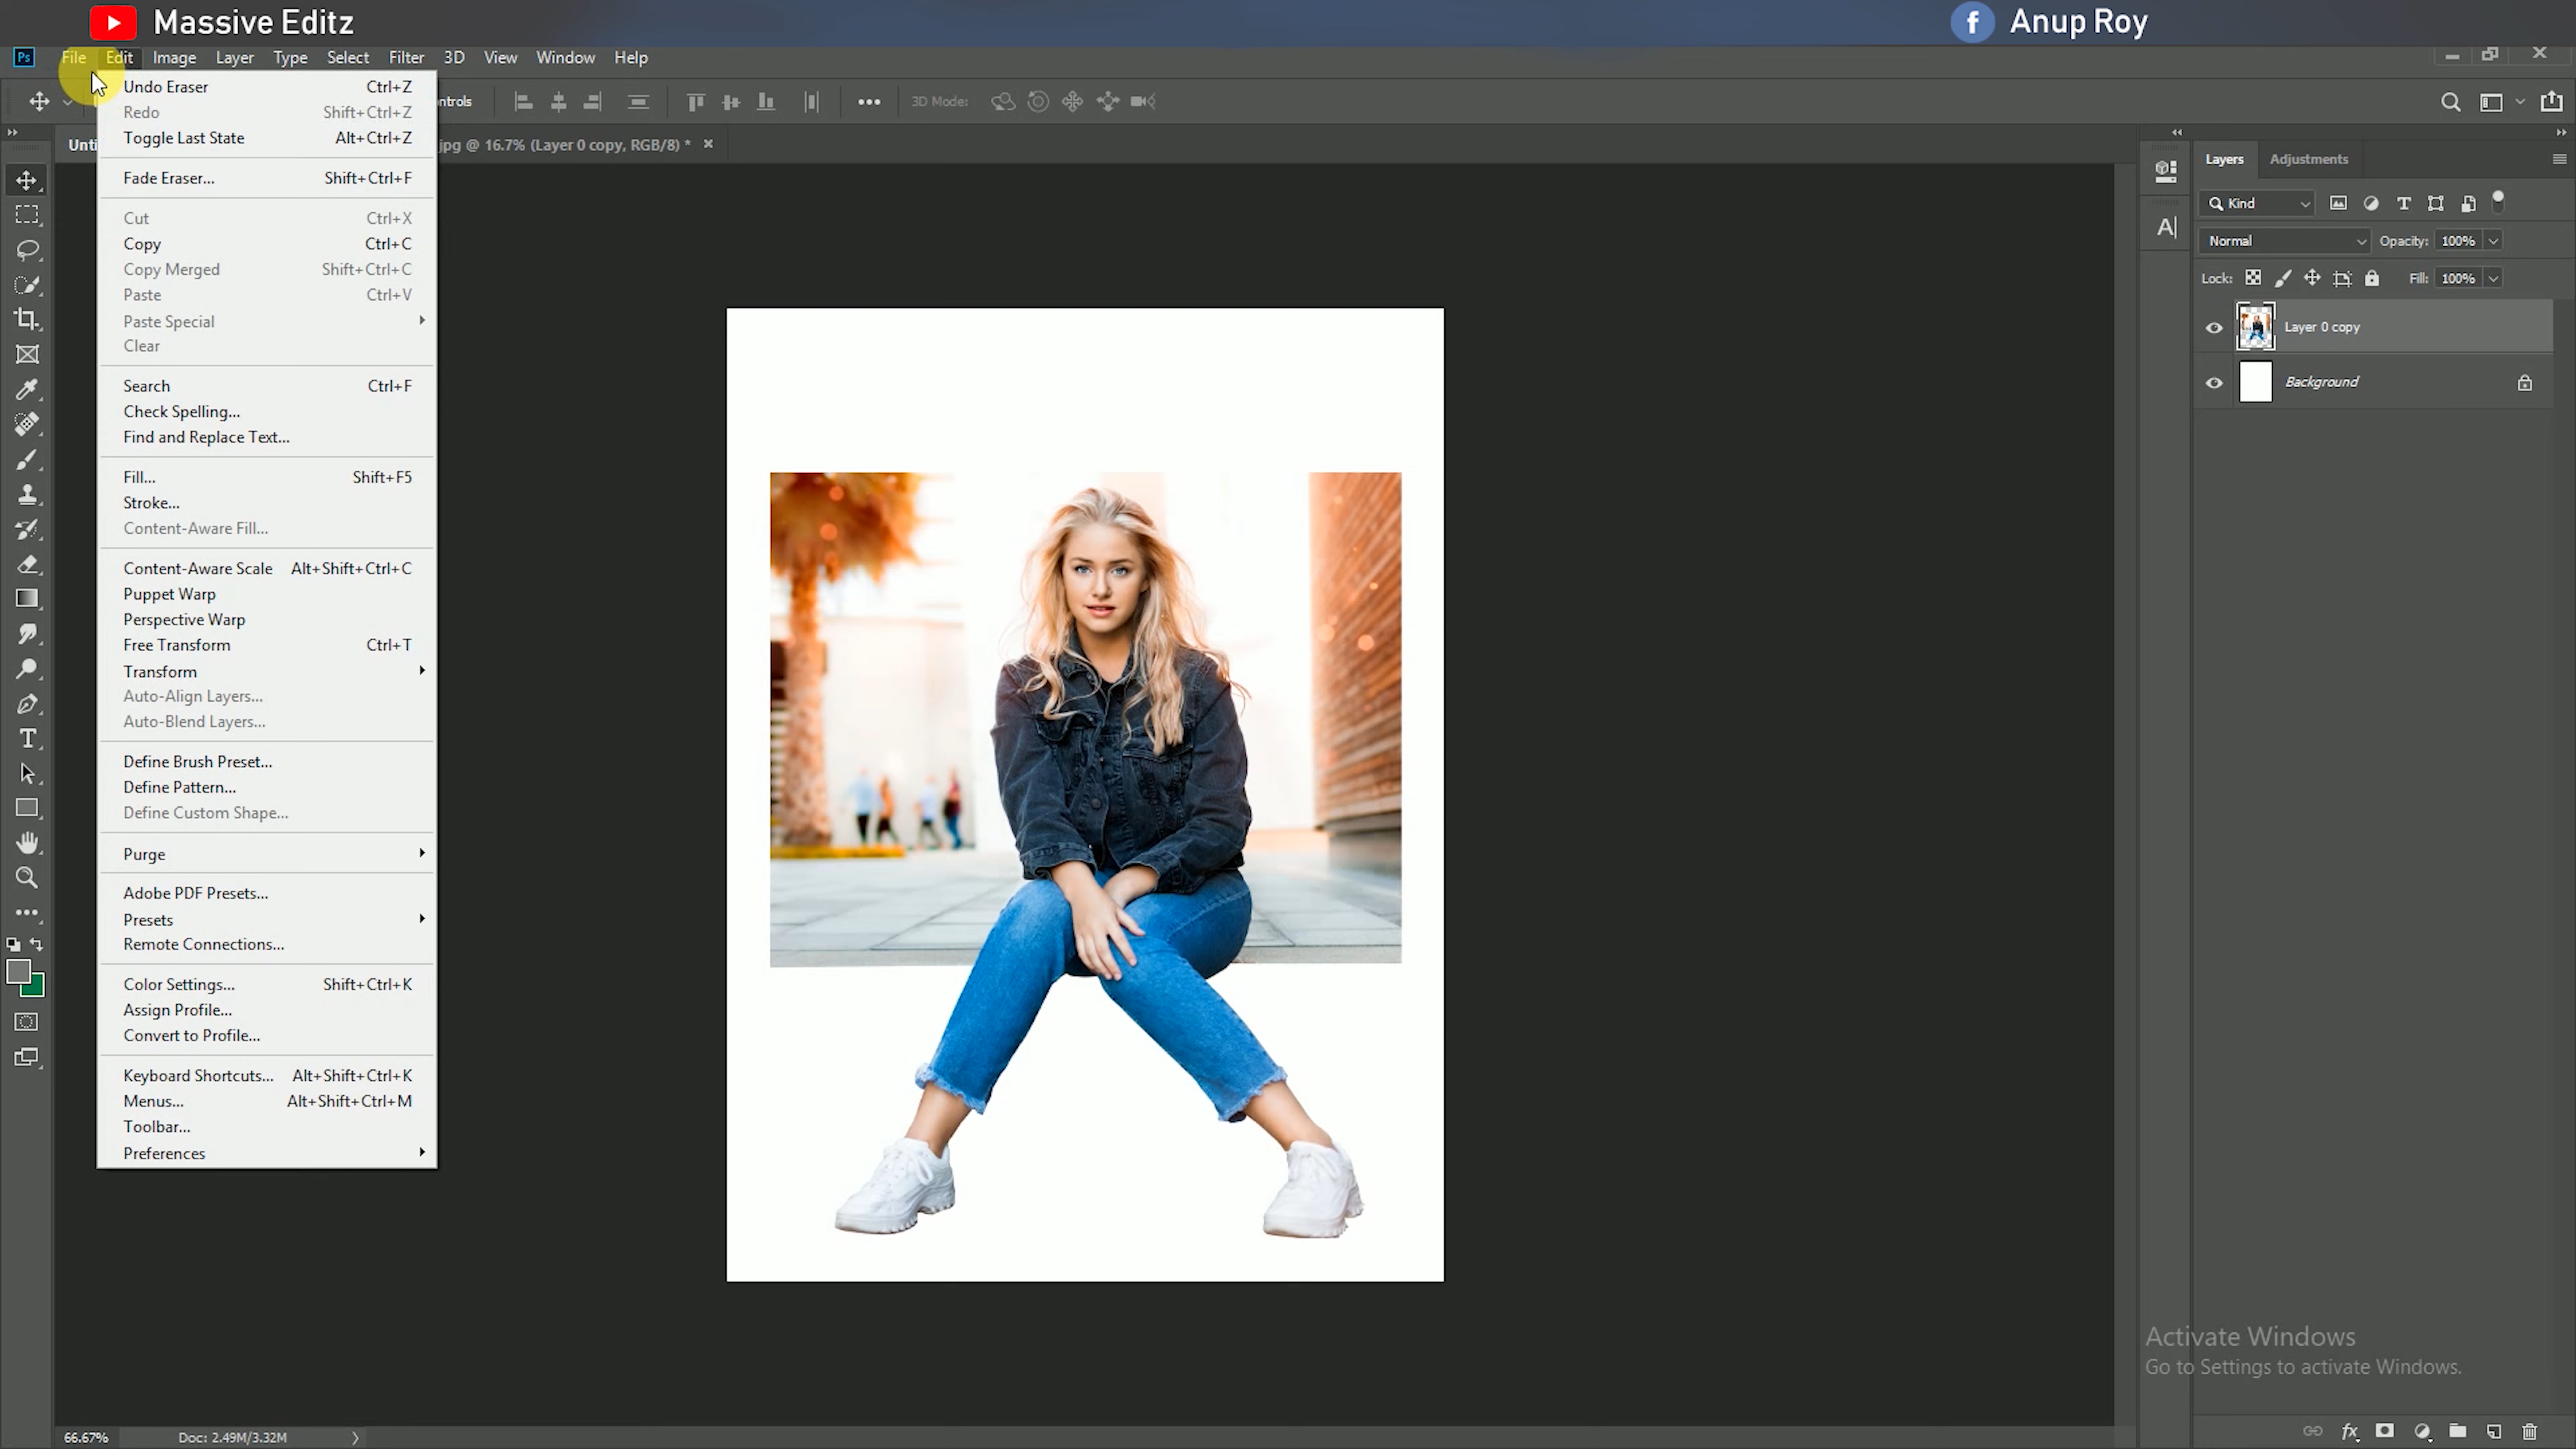 Massive Editz
Anup Roy
Ps File Edit Image Layer Type Select Filter 3D View Window Help
ntrols
3D Mode:
Unti
.jpg @ 16.7% (Layer 0 copy, RGB/8) *
Undo Eraser Ctrl+Z
Redo Shift+Ctrl+Z
Toggle Last State Alt+Ctrl+Z
Fade Eraser... Shift+Ctrl+F
Cut Ctrl+X
Copy Ctrl+C
Copy Merged Shift+Ctrl+C
Paste Ctrl+V
Paste Special
Clear
Search Ctrl+F
Check Spelling...
Find and Replace Text...
Fill... Shift+F5
Stroke...
Content-Aware Fill...
Content-Aware Scale Alt+Shift+Ctrl+C
Puppet Warp
Perspective Warp
Free Transform Ctrl+T
Transform
Auto-Align Layers...
Auto-Blend Layers...
Define Brush Preset...
Define Pattern...
Define Custom Shape...
Purge
Adobe PDF Presets...
Presets
Remote Connections...
Color Settings... Shift+Ctrl+K
Assign Profile...
Convert to Profile...
Keyboard Shortcuts... Alt+Shift+Ctrl+K
Menus... Alt+Shift+Ctrl+M
Toolbar...
Preferences
Layers Adjustments
Kind
Normal Opacity: 100%
Lock: Fill: 100%
Layer 0 copy
Background
Activate Windows
Go to Settings to activate Windows.
66.67% Doc: 2.49M/3.32M